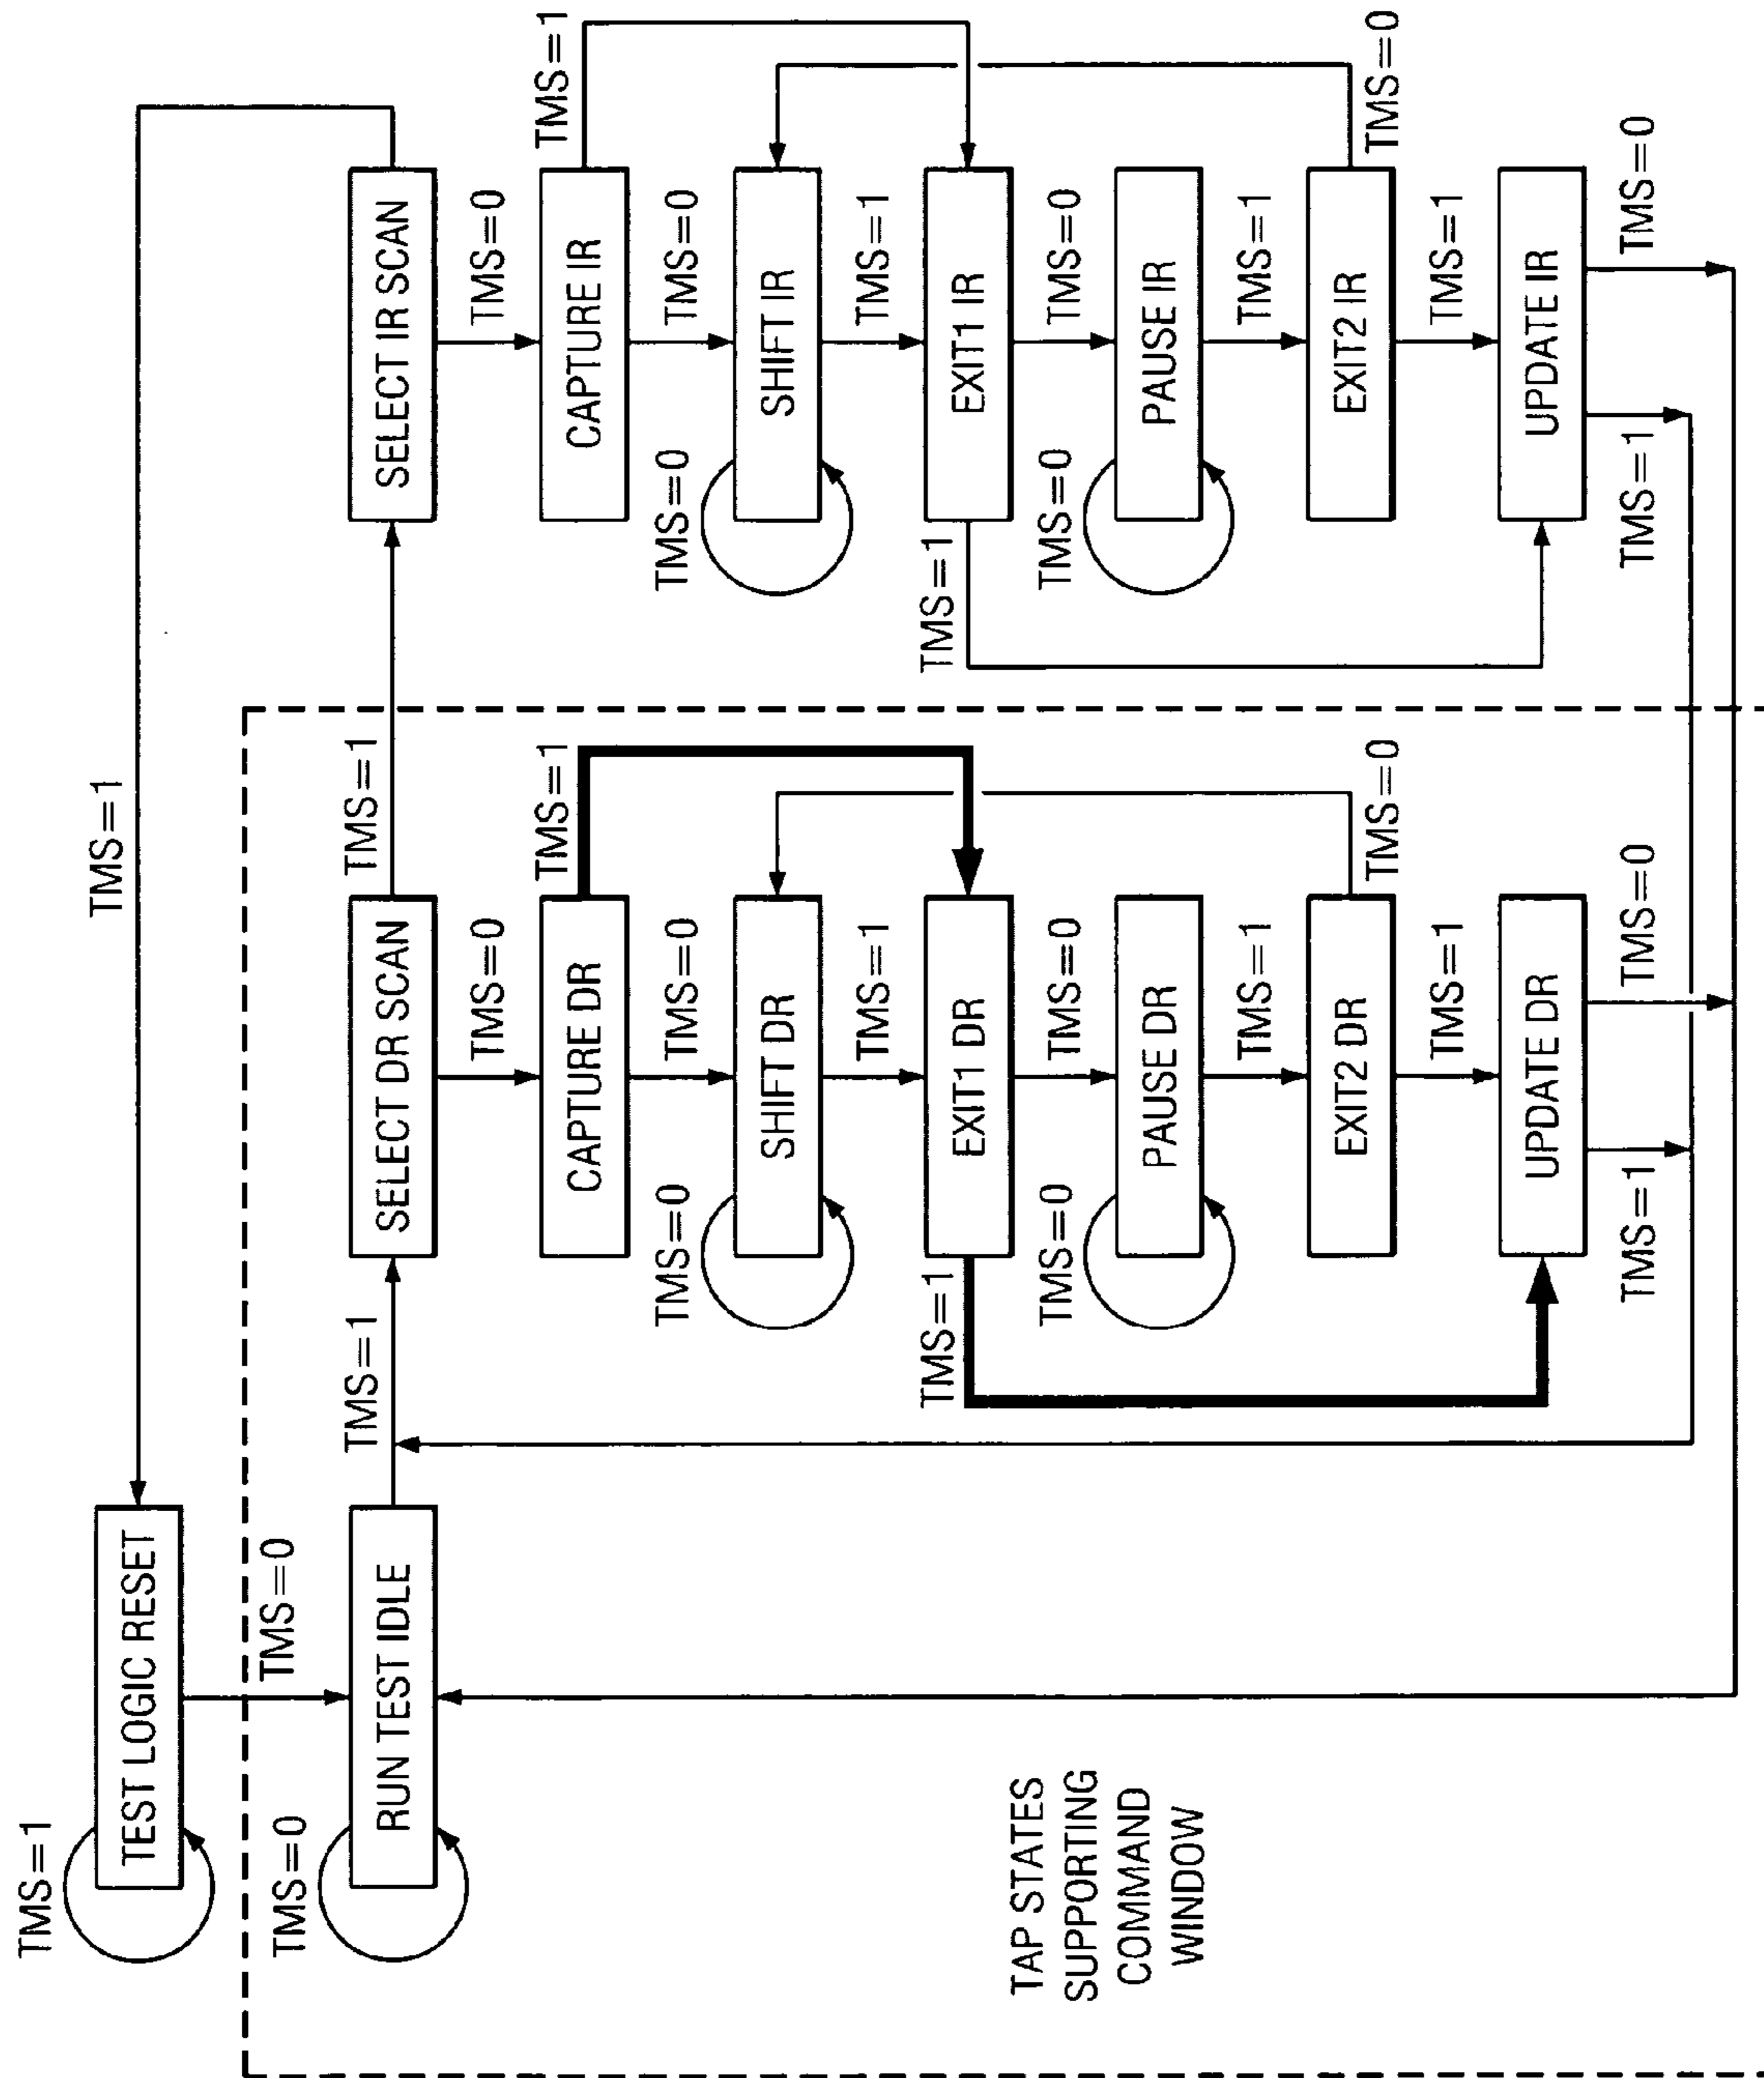 TMS=1
TEST LOGIC RESET
TMS=1
TMS=0
TMS=0
RUN TEST IDLE
TMS=1
SELECT DR SCAN
TMS=1
SELECT IR SCAN
TMS=0
CAPTURE DR
TMS=1
TMS=0
TMS=0
SHIFT DR
TMS=1
TMS=1
EXIT1 DR
TMS=0
TMS=0
PAUSE DR
TMS=1
EXIT2 DR
TMS=0
TMS=1
UPDATE DR
TMS=1
TMS=0
TMS=0
CAPTURE IR
TMS=1
TMS=0
TMS=0
SHIFT IR
TMS=1
TMS=1
EXIT1 IR
TMS=0
TMS=0
PAUSE IR
TMS=1
EXIT2 IR
TMS=0
TMS=1
UPDATE IR
TMS=1
TMS=0
TAP STATES
SUPPORTING
COMMAND
WINDOW